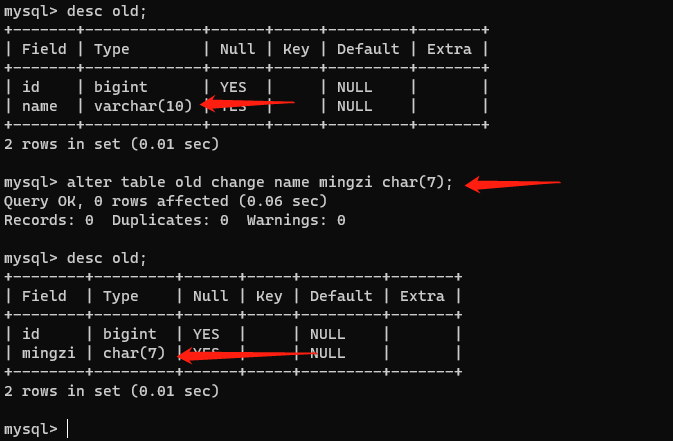 mysql> desc old;
+--------+-------------+------+-----+---------+-------+
| Field | Type        | Null | Key | Default | Extra |
+--------+-------------+------+-----+---------+-------+
| id    | bigint      | YES  |     | NULL    |       |
| name  | varchar(10) | YES  |     | NULL    |       |
+--------+-------------+------+-----+---------+-------+
2 rows in set (0.01 sec)
mysql> alter table old change name mingzi char(7);
Query OK, 0 rows affected (0.06 sec)
Records: 0  Duplicates: 0  Warnings: 0
mysql> desc old;
+--------+---------+------+-----+---------+-------+
| Field  | Type    | Null | Key | Default | Extra |
+--------+---------+------+-----+---------+-------+
| id     | bigint  | YES  |     | NULL    |       |
| mingzi | char(7) | YES  |     | NULL    |       |
+--------+---------+------+-----+---------+-------+
2 rows in set (0.01 sec)
mysql>